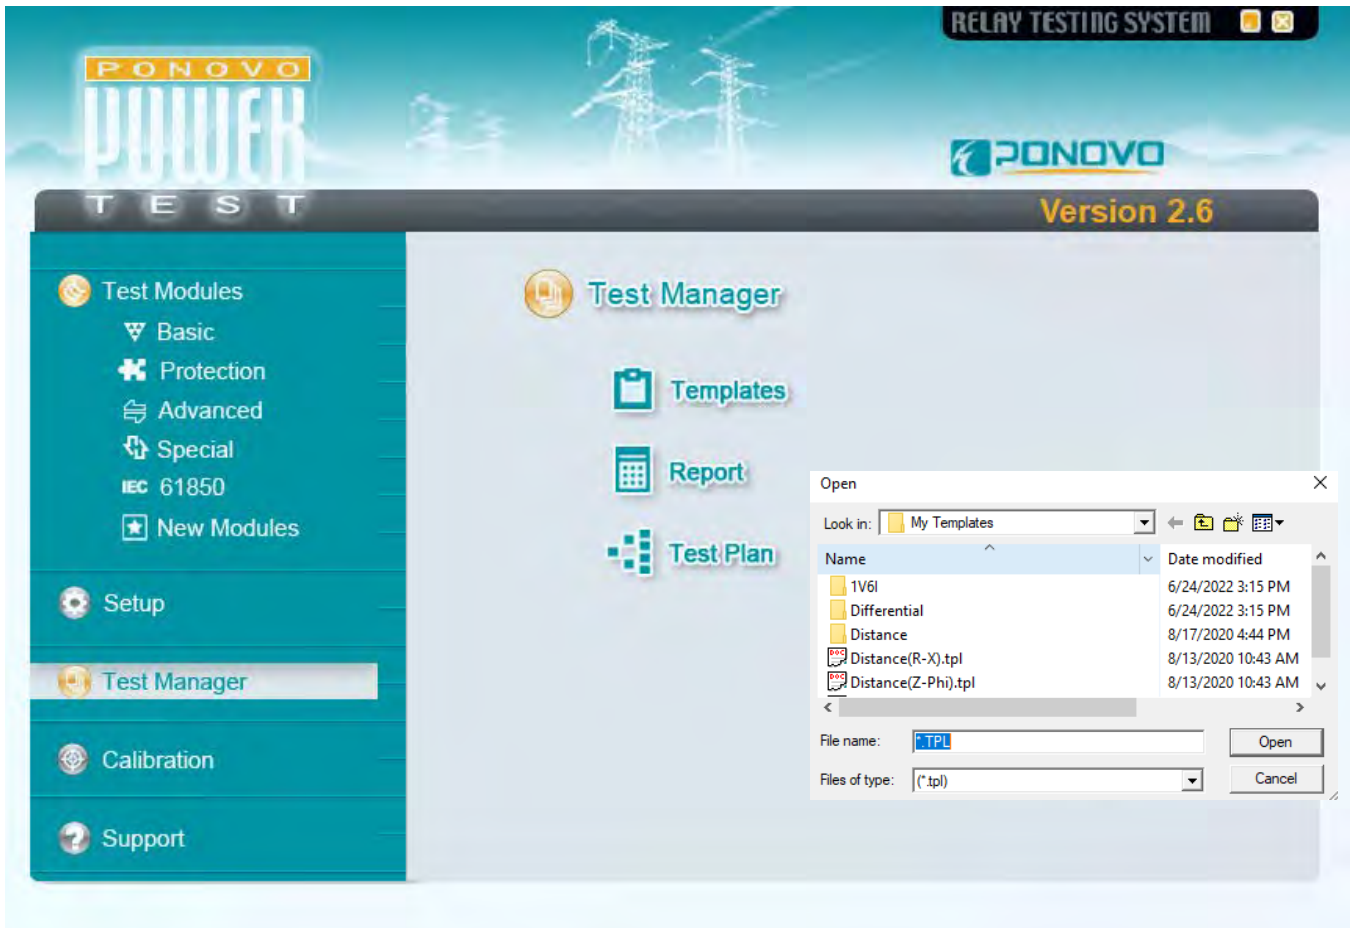 RELAY TESTING SYSTEM
PONOVO
POWER
TEST
PONOVO
Version 2.6
Test Modules
Basic
Protection
Advanced
Special
IEC 61850
New Modules
Setup
Test Manager
Calibration
Support
Test Manager
Templates
Report
Test Plan
Open
Look in: My Templates
Name Date modified
1V6I 6/24/2022 3:15 PM
Differential 6/24/2022 3:15 PM
Distance 8/17/2020 4:44 PM
DOC Distance(R-X).tpl 8/13/2020 10:43 AM
DOC Distance(Z-Phi).tpl 8/13/2020 10:43 AM
File name: *.TPL Open
Files of type: (*.tpl) Cancel